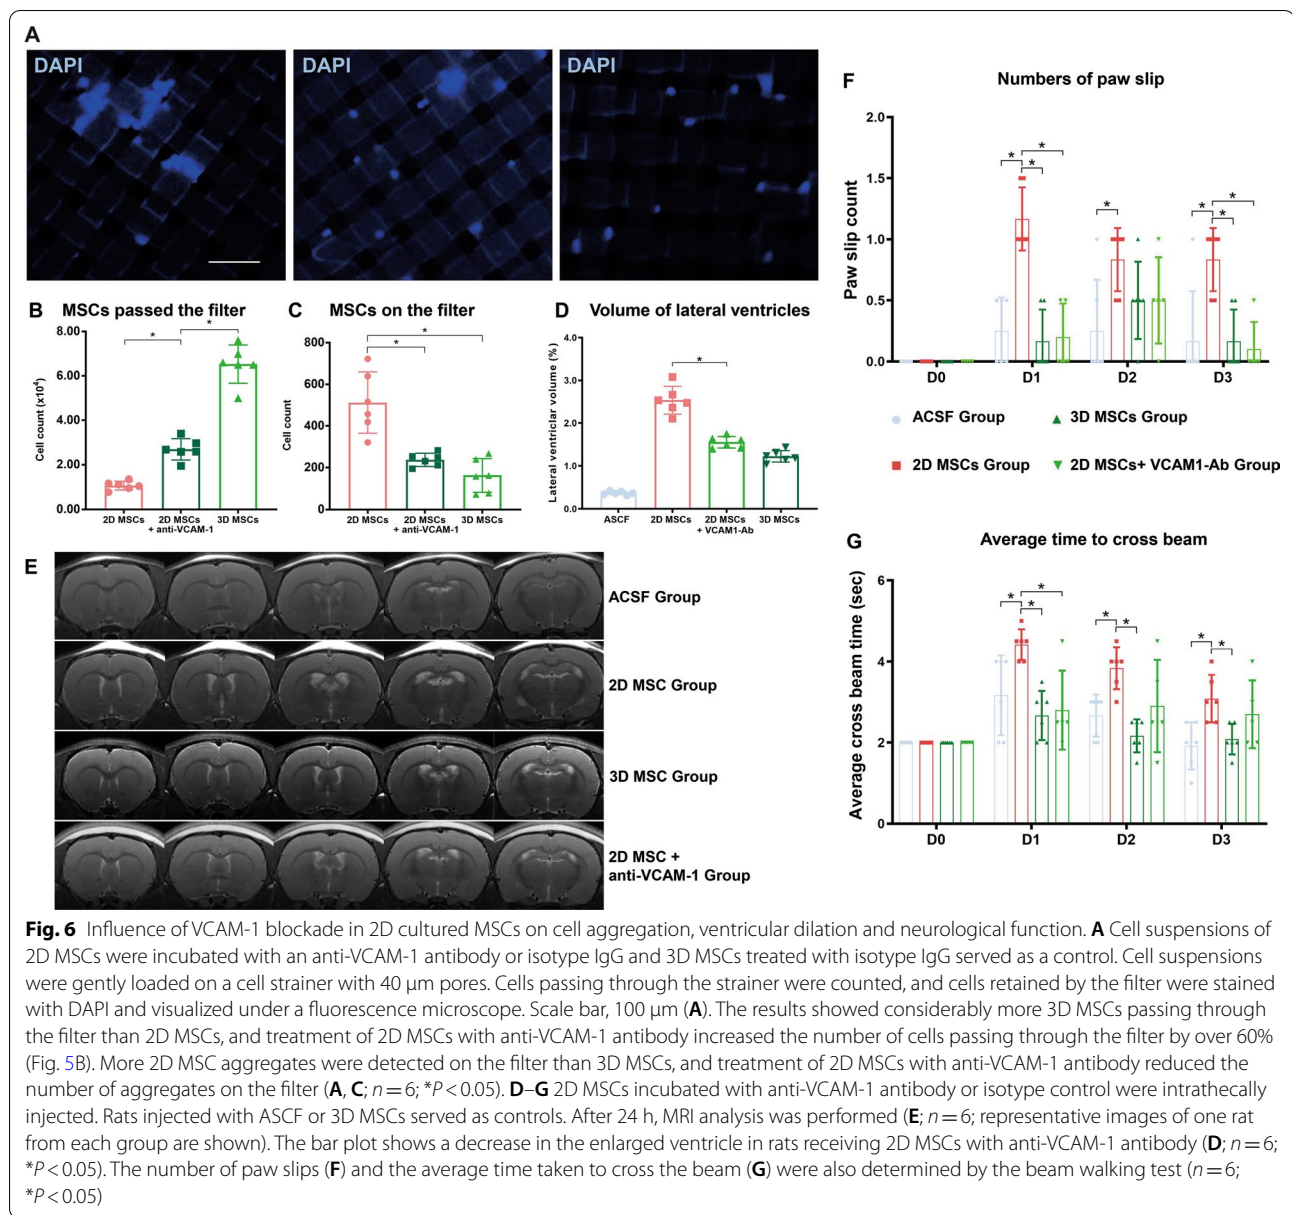 A
DAPI
DAPI
DAPI
B
MSCs passed the filter
8.00
6.00
4.00
2.00
0.00
Cell count (x10⁴)
*
*
2D MSCs
2D MSCs
+ anti-VCAM-1
3D MSCs
C
MSCs on the filter
800
600
400
200
0
Cell count
*
*
2D MSCs
2D MSCs
+ anti-VCAM-1
3D MSCs
D
Volume of lateral ventricles
4.0
3.0
2.0
1.0
0.0
Lateral ventriclar volume (%)
*
ASCF
2D MSCs
2D MSCs
+ VCAM1-Ab
3D MSCs
E
ACSF Group
2D MSC Group
3D MSC Group
2D MSC +
anti-VCAM-1 Group
F
Numbers of paw slip
2.0
1.5
1.0
0.5
0.0
Paw slip count
*
*
*
*
*
*
*
D0
D1
D2
D3
ACSF Group
3D MSCs Group
2D MSCs Group
2D MSCs+ VCAM1-Ab Group
G
Average time to cross beam
6
4
2
0
Average cross beam time (sec)
*
*
*
*
*
*
*
D0
D1
D2
D3
Fig. 6 Influence of VCAM-1 blockade in 2D cultured MSCs on cell aggregation, ventricular dilation and neurological function. A Cell suspensions of
2D MSCs were incubated with an anti-VCAM-1 antibody or isotype IgG and 3D MSCs treated with isotype IgG served as a control. Cell suspensions
were gently loaded on a cell strainer with 40 µm pores. Cells passing through the strainer were counted, and cells retained by the filter were stained
with DAPI and visualized under a fluorescence microscope. Scale bar, 100 µm (A). The results showed considerably more 3D MSCs passing through
the filter than 2D MSCs, and treatment of 2D MSCs with anti-VCAM-1 antibody increased the number of cells passing through the filter by over 60%
(Fig. 5B). More 2D MSC aggregates were detected on the filter than 3D MSCs, and treatment of 2D MSCs with anti-VCAM-1 antibody reduced the
number of aggregates on the filter (A, C; n = 6; *P < 0.05). D–G 2D MSCs incubated with anti-VCAM-1 antibody or isotype control were intrathecally
injected. Rats injected with ASCF or 3D MSCs served as controls. After 24 h, MRI analysis was performed (E; n = 6; representative images of one rat
from each group are shown). The bar plot shows a decrease in the enlarged ventricle in rats receiving 2D MSCs with anti-VCAM-1 antibody (D; n = 6;
*P < 0.05). The number of paw slips (F) and the average time taken to cross the beam (G) were also determined by the beam walking test (n = 6;
*P < 0.05)